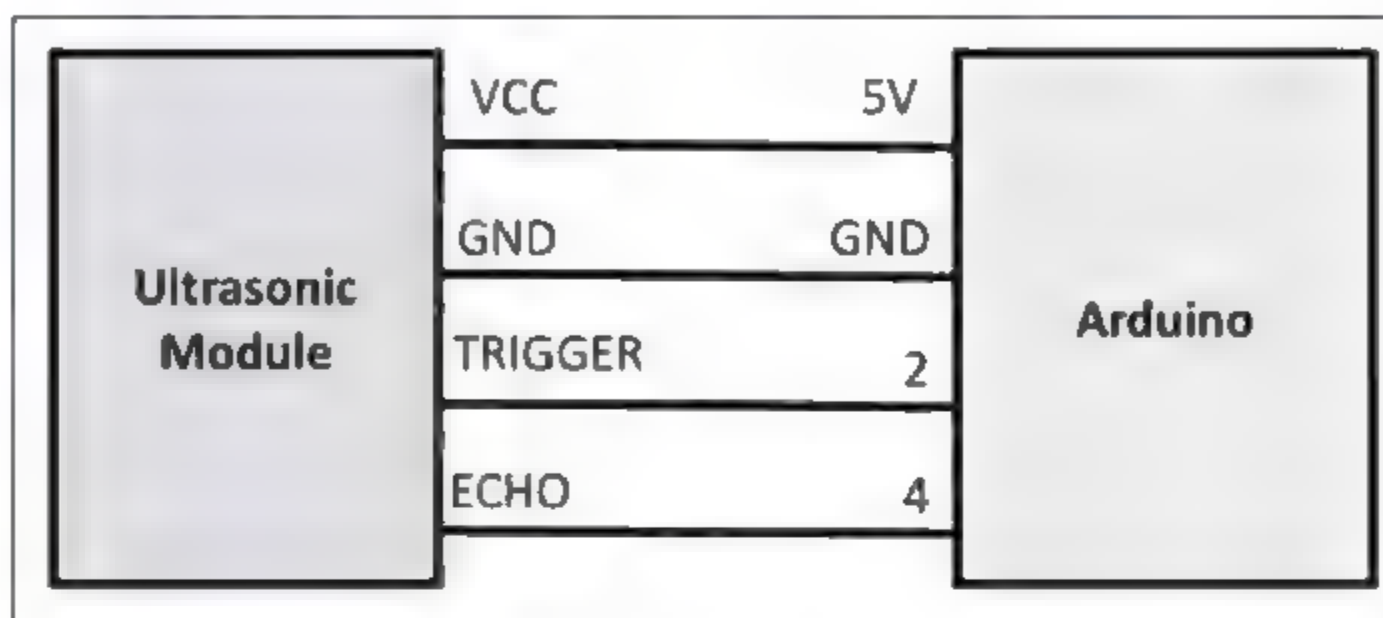 VCC 5V
GND GND
Ultrasonic
Module
Arduino
TRIGGER 2
ECHO 4